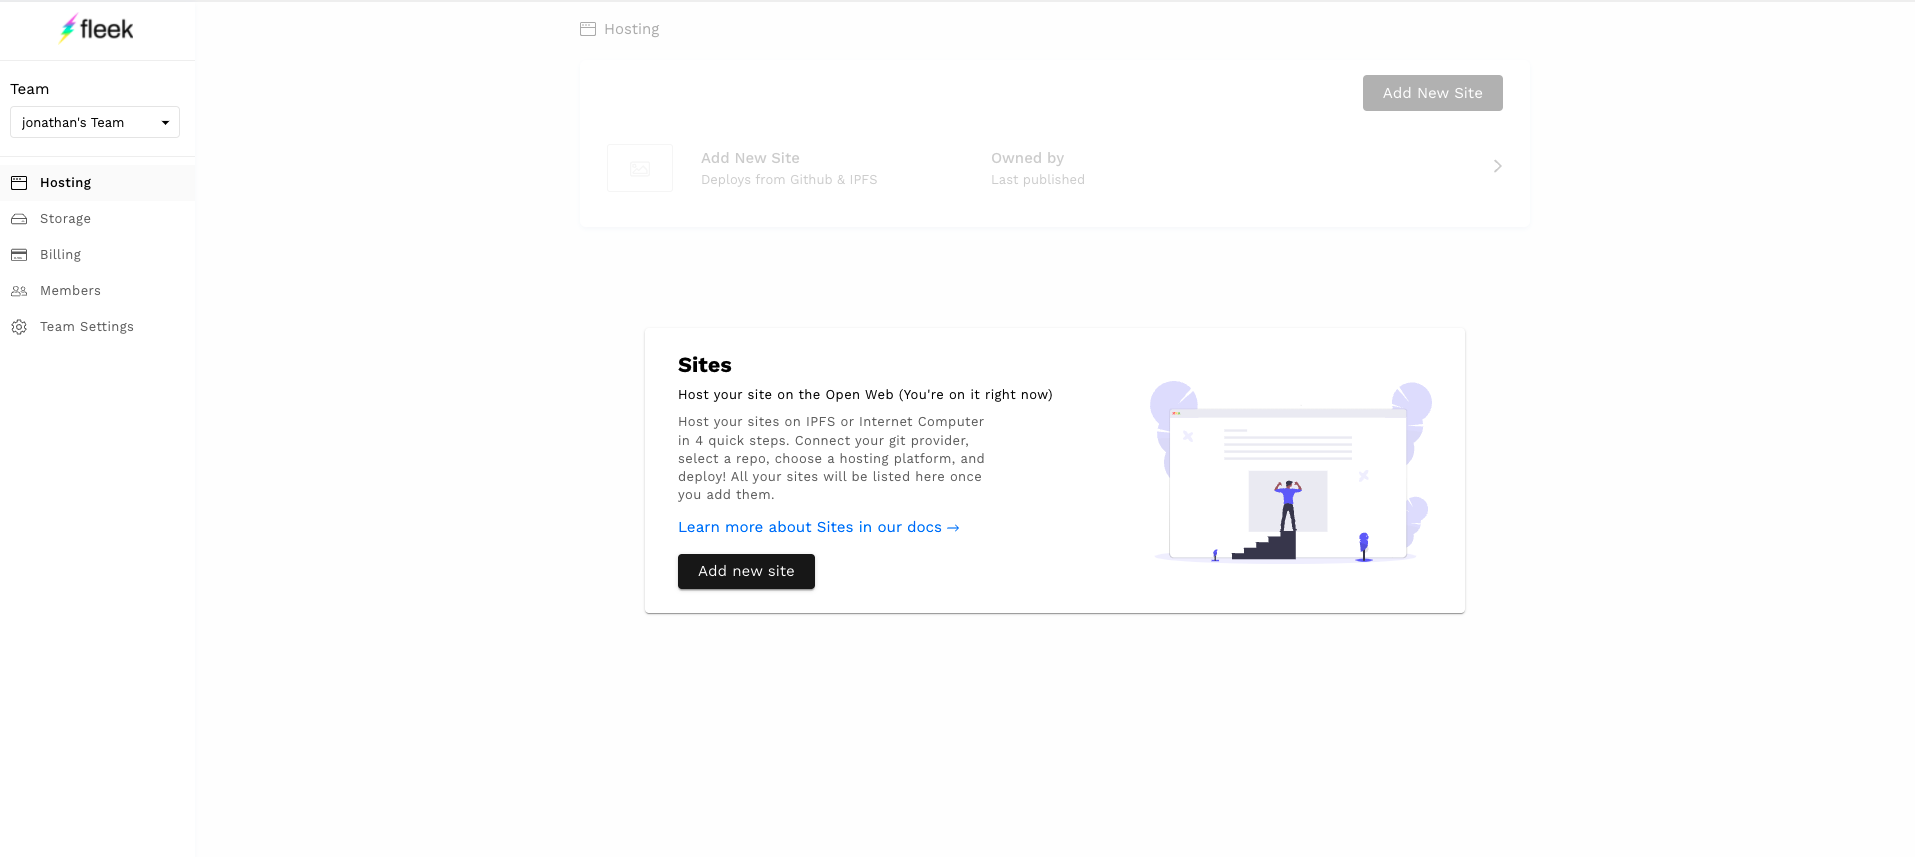 fleek
Team
jonathan's Team
Hosting
Storage
Billing
Members
Team Settings
Hosting
Add New Site
Add New Site
Deploys from Github & IPFS
Owned by
Last published
Sites
Host your site on the Open Web (You're on it right now)
Host your sites on IPFS or Internet Computer
in 4 quick steps. Connect your git provider,
select a repo, choose a hosting platform, and
deploy! All your sites will be listed here once
you add them.
Learn more about Sites in our docs →
Add new site